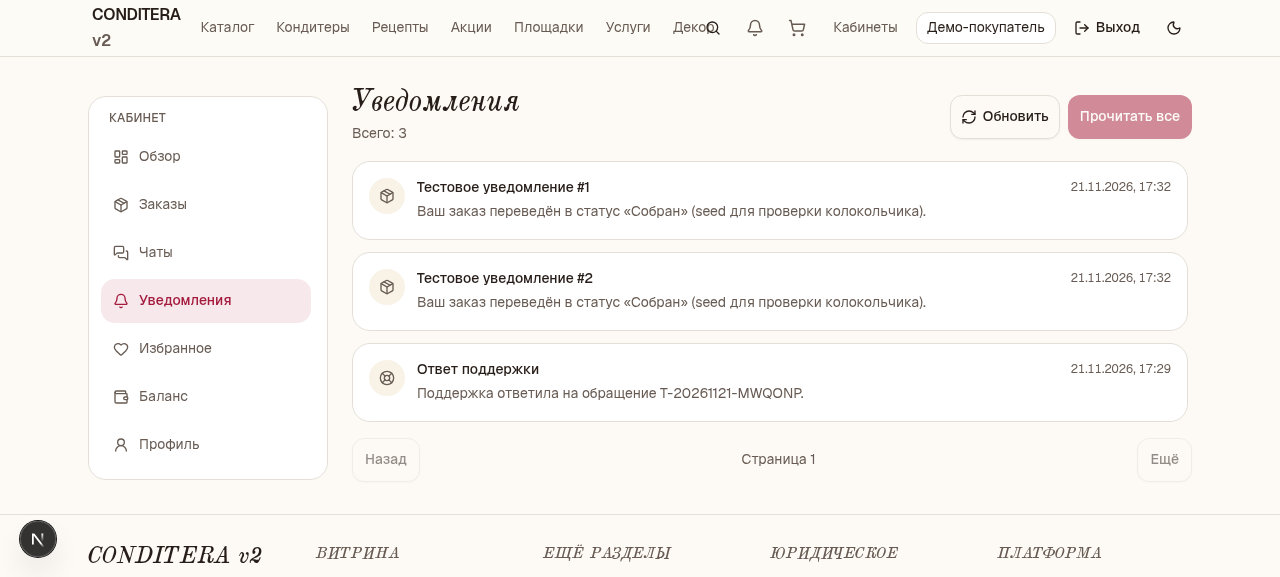 CONDITERA
v2
Каталог Кондитеры Рецепты Акции Площадки Услуги Декор Кабинеты Демо-покупатель Выход
КАБИНЕТ
Обзор
Заказы
Чаты
Уведомления
Избранное
Баланс
Профиль
Уведомления
Всего: 3
Обновить Прочитать все
Тестовое уведомление #1 21.11.2026, 17:32
Ваш заказ переведён в статус «Собран» (seed для проверки колокольчика).
Тестовое уведомление #2 21.11.2026, 17:32
Ваш заказ переведён в статус «Собран» (seed для проверки колокольчика).
Ответ поддержки 21.11.2026, 17:29
Поддержка ответила на обращение T-20261121-MWQONP.
Назад Страница 1 Ещё
N
CONDITERA v2 ВИТРИНА ЕЩЁ РАЗДЕЛЫ ЮРИДИЧЕСКОЕ ПЛАТФОРМА